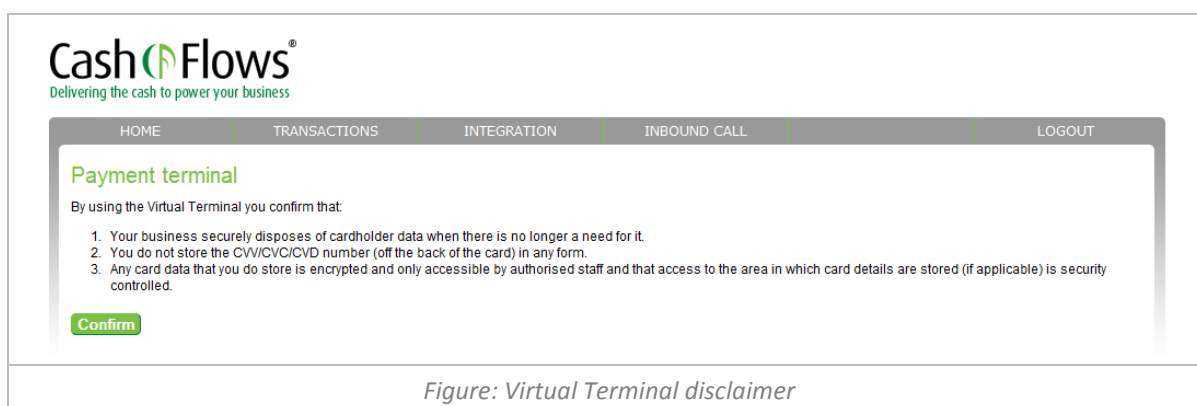 Cash Flows®
Delivering the cash to power your business
HOME TRANSACTIONS INTEGRATION INBOUND CALL LOGOUT
Payment terminal
By using the Virtual Terminal you confirm that:
1. Your business securely disposes of cardholder data when there is no longer a need for it.
2. You do not store the CVV/CVC/CVD number (off the back of the card) in any form.
3. Any card data that you do store is encrypted and only accessible by authorised staff and that access to the area in which card details are stored (if applicable) is security
controlled.
Confirm
Figure: Virtual Terminal disclaimer